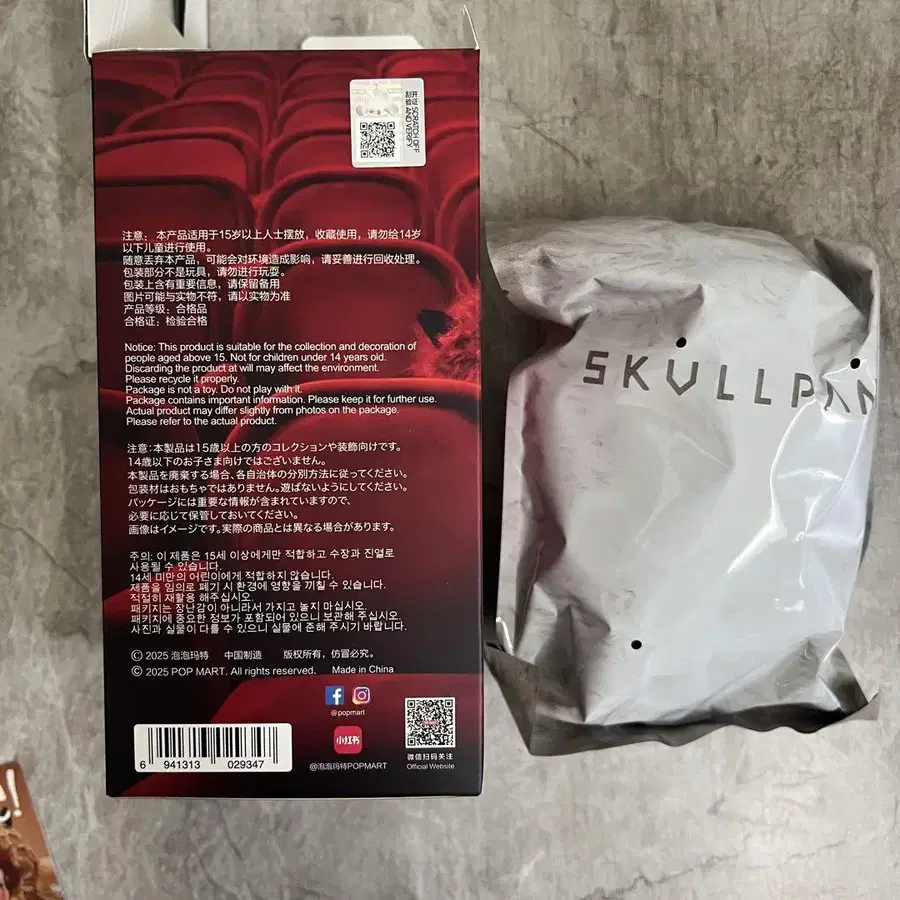 开证 SCRATCH OFF
刮验 AND VERIFY
注意: 本产品适用于15岁以上人士摆放，收藏使用，请勿给14岁
以下儿童进行使用。
随意丢弃本产品，可能会对环境造成影响，请妥善进行回收处理。
包装部分不是玩具，请勿进行玩耍。
包装上含有重要信息，请保留备用
图片可能与实物不符，请以实物为准
产品等级: 合格品
合格证: 检验合格
Notice: This product is suitable for the collection and decoration of
people aged above 15. Not for children under 14 years old.
Discarding the product at will may affect the environment.
Please recycle it properly.
Package is not a toy. Do not play with it.
Package contains important information. Please keep it for further use.
Actual product may differ slightly from photos on the package.
Please refer to the actual product.
注意:本製品は15歳以上の方のコレクションや装飾向けです。
14歳以下のお子さま向けではございません。
本製品を廃棄する場合、各自治体の分別方法に従ってください。
包装材はおもちゃではありません。遊ばないようにしてください。
パッケージには重要な情報が含まれていますので、
必要に応じて保管しておいてください。
画像はイメージです。実際の商品とは異なる場合があります。
주의: 이 제품은 15세 이상에게만 적합하고 수장과 진열로
사용될 수 있습니다.
14세 미만의 어린이에게 적합하지 않습니다.
제품을 임의로 폐기 시 환경에 영향을 끼칠 수 있습니다.
적절히 재활용 해주십시오.
패키지는 장난감이 아니라서 가지고 놀지 마십시오.
패키지에 중요한 정보가 포함되어 있으니 보관해 주십시오.
사진과 실물이 다를 수 있으니 실물에 준해 주시기 바랍니다.
© 2025 泡泡玛特 中国制造 版权所有，仿冒必究。
© 2025 POP MART. All rights reserved. Made in China
@popmart
小红书
@泡泡玛特POPMART
微信扫码关注
Official Website
6 941313 029347
SKULLPAN